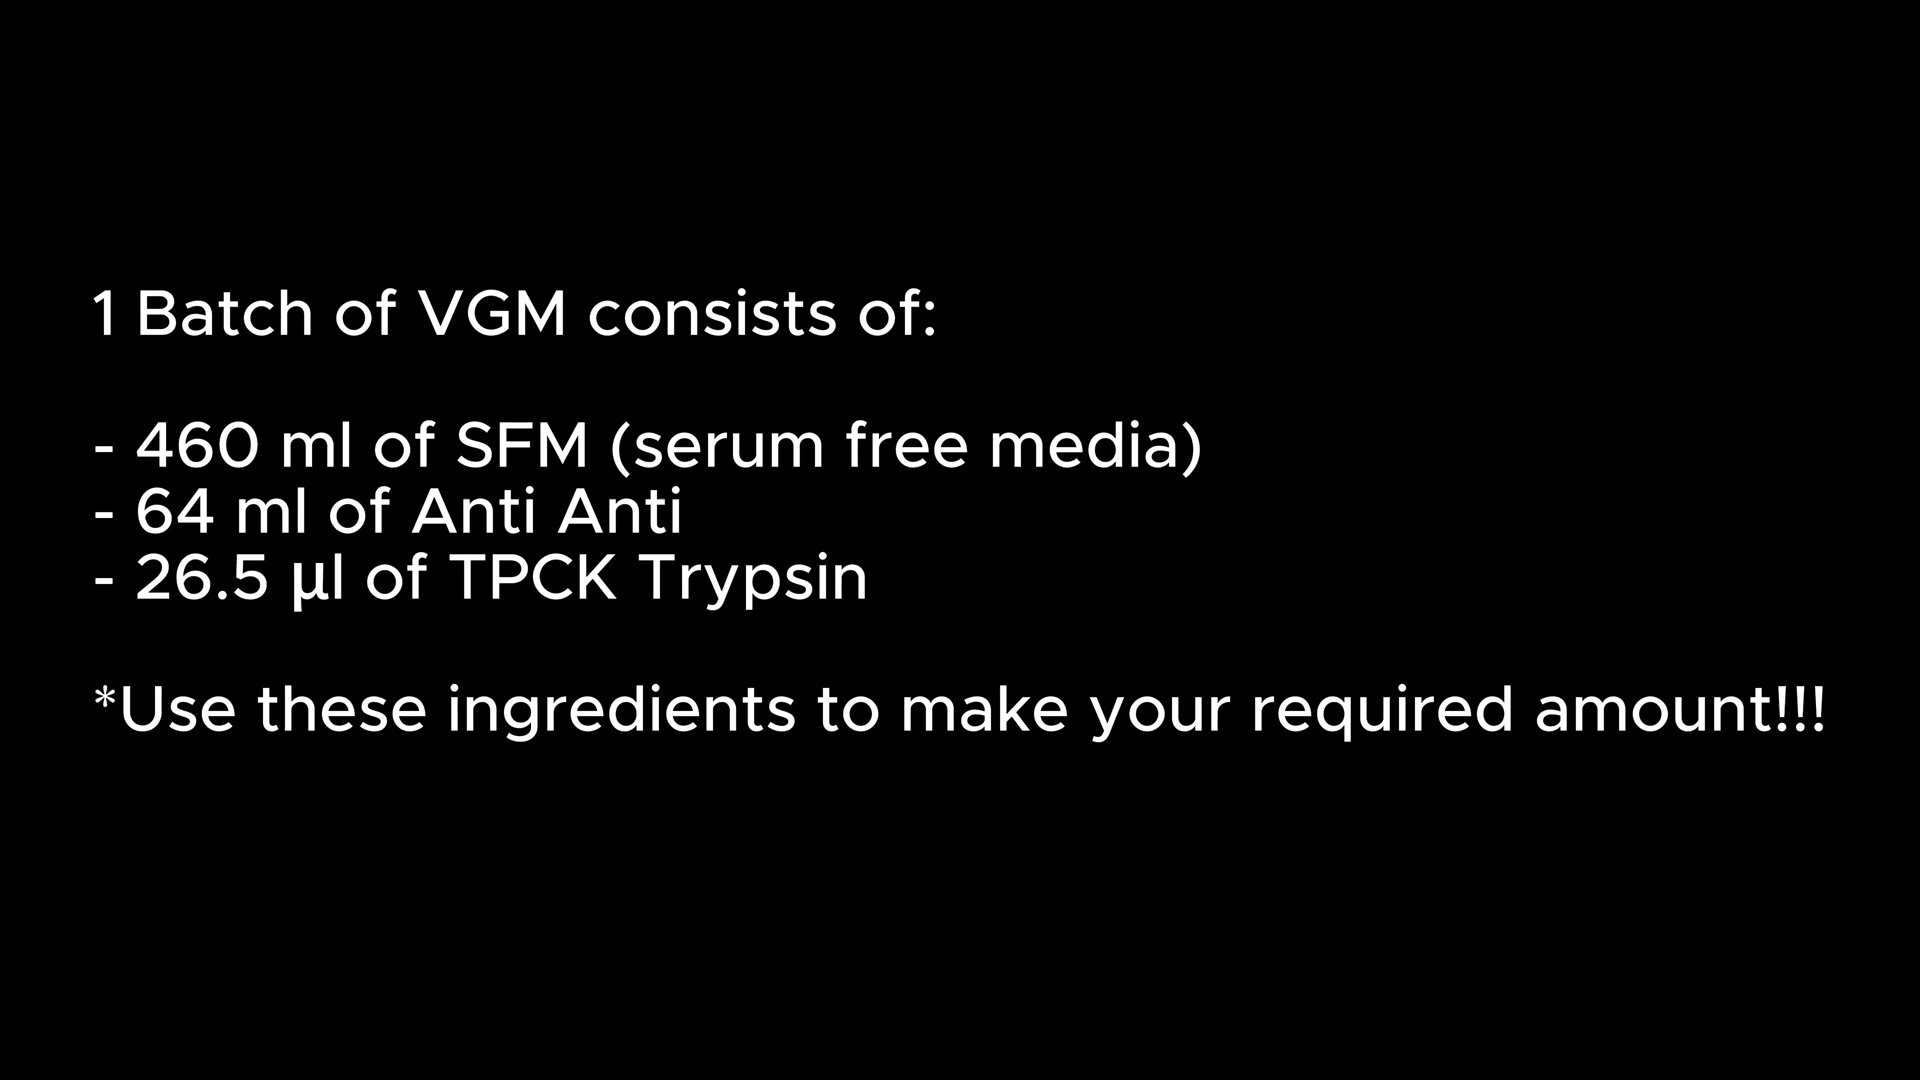 1 Batch of VGM consists of:
- 460 ml of SFM (serum free media)
- 64 ml of Anti Anti
- 26.5 µl of TPCK Trypsin
*Use these ingredients to make your required amount!!!